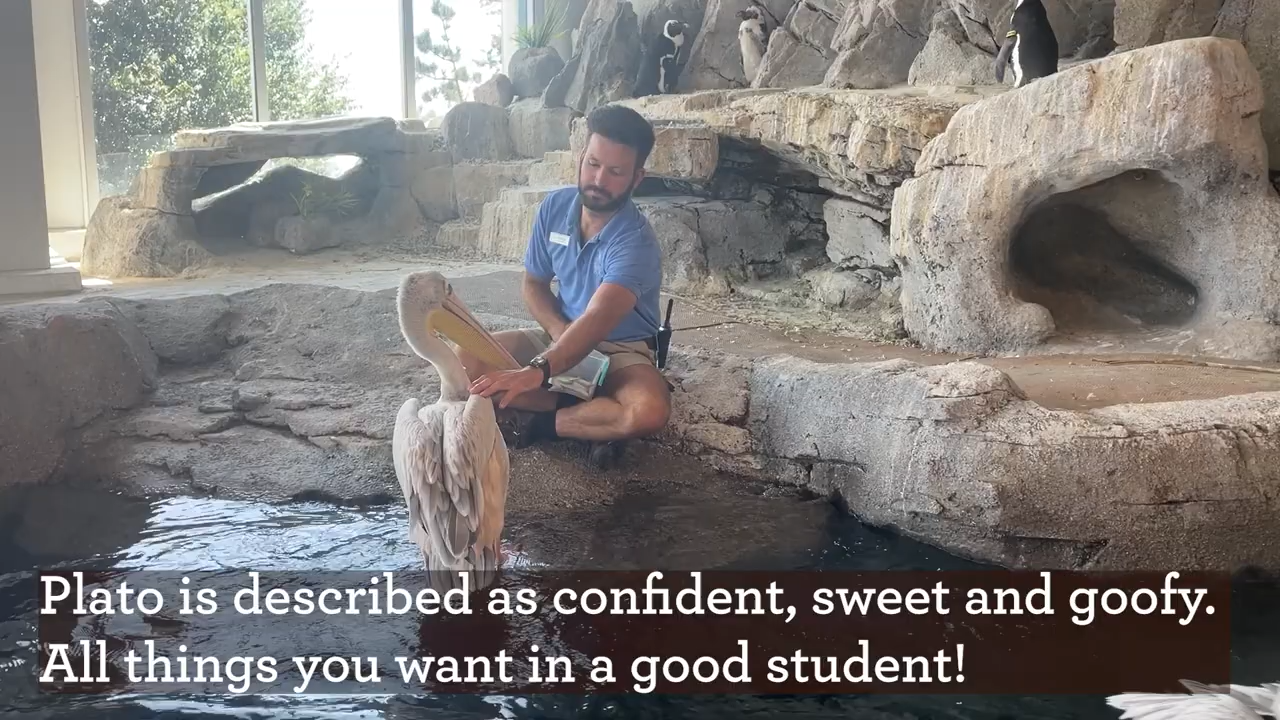 Plato is described as confident, sweet and goofy.
All things you want in a good student!